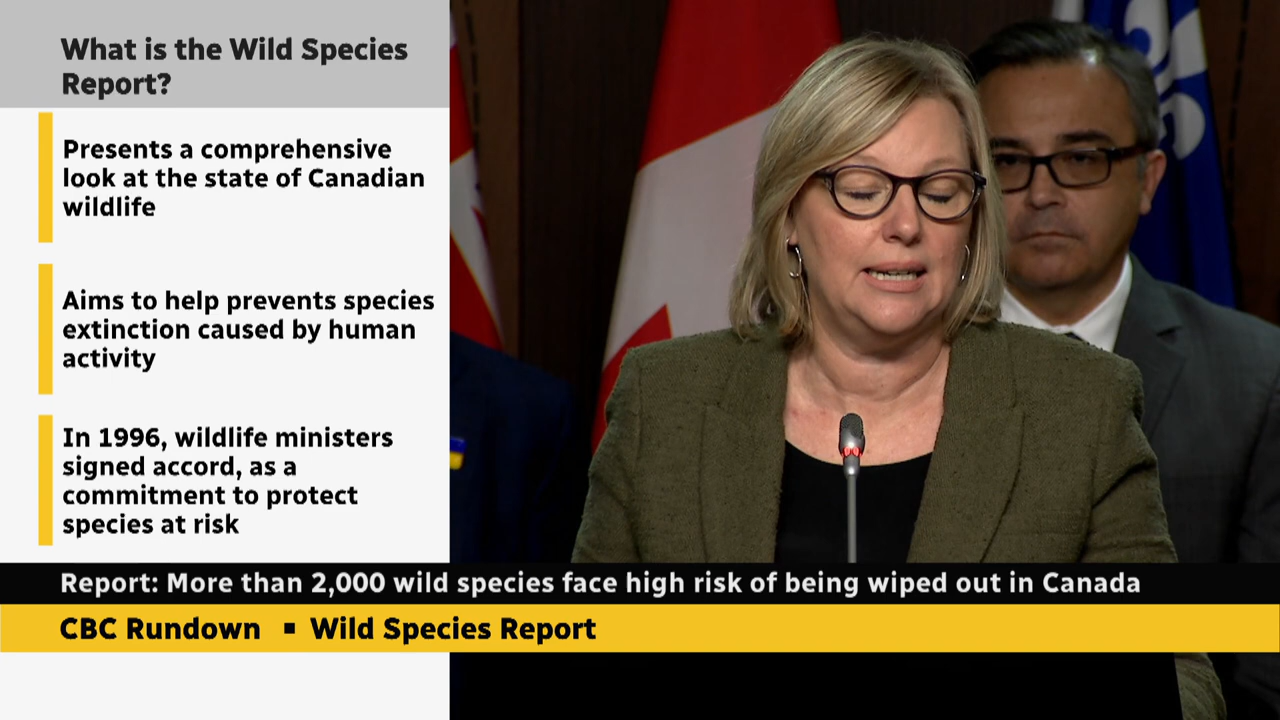 What is the Wild Species
Report?
Presents a comprehensive
look at the state of Canadian
wildlife
Aims to help prevents species
extinction caused by human
activity
In 1996, wildlife ministers
signed accord, as a
commitment to protect
species at risk
Report: More than 2,000 wild species face high risk of being wiped out in Canada
CBC Rundown ▪ Wild Species Report